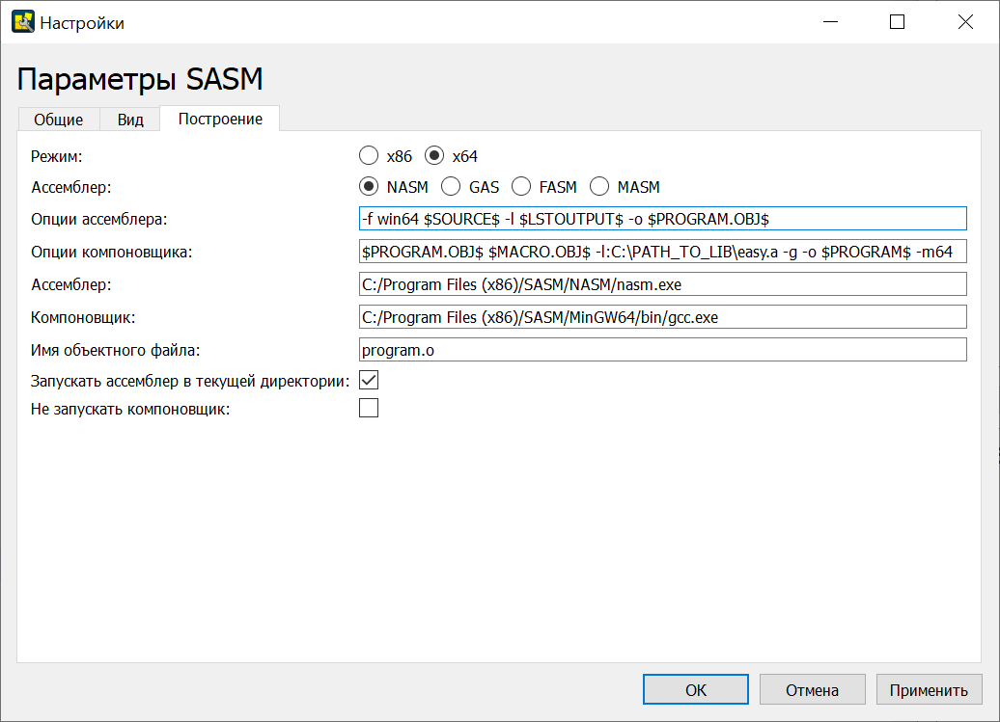 Настройки
Параметры SASM
Общие Вид Построение
Режим: x86 x64
Ассемблер: NASM GAS FASM MASM
Опции ассемблера: -f win64 $SOURCE$ -l $LSTOUTPUT$ -o $PROGRAM.OBJ$
Опции компоновщика: $PROGRAM.OBJ$ $MACRO.OBJ$ -l:C:\PATH_TO_LIB\easy.a -g -o $PROGRAM$ -m64
Ассемблер: C:/Program Files (x86)/SASM/NASM/nasm.exe
Компоновщик: C:/Program Files (x86)/SASM/MinGW64/bin/gcc.exe
Имя объектного файла: program.o
Запускать ассемблер в текущей директории:
Не запускать компоновщик:
ОК Отмена Применить